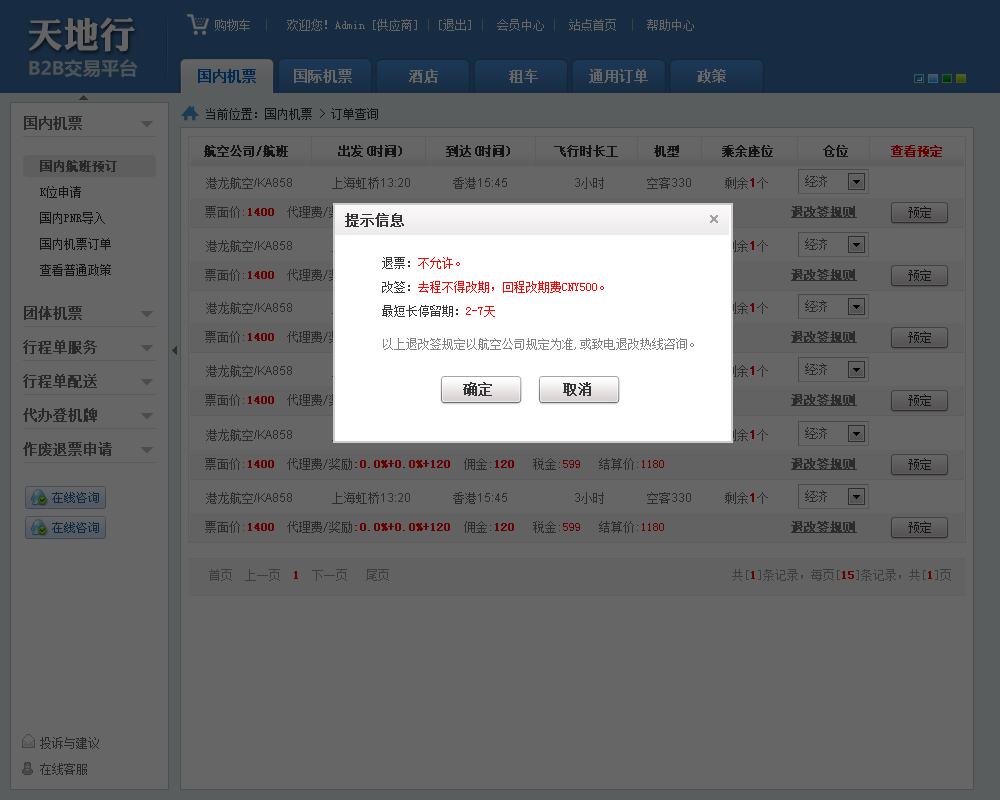 天地行
B2B交易平台
购物车 欢迎您！Admin [供应商] [退出] 会员中心 站点首页 帮助中心
国内机票 国际机票 酒店 租车 通用订单 政策
当前位置：国内机票 > 订单查询
国内机票
国内航班预订
K位申请
国内PNR导入
国内机票订单
查看普通政策
团体机票
行程单服务
行程单配送
代办登机牌
作废退票申请
在线咨询
在线咨询
投诉与建议
在线客服
航空公司/航班 出发(时间) 到达(时间) 飞行时长工 机型 乘余座位 仓位 查看预定
港龙航空/KA858 上海虹桥13:20 香港15:45 3小时 空客330 剩余1个 经济
票面价:1400 代理费/奖 退改签规则 预定
港龙航空/KA858 余1个 经济
票面价:1400 代理费/奖 退改签规则 预定
港龙航空/KA858 余1个 经济
票面价:1400 代理费/奖 退改签规则 预定
港龙航空/KA858 余1个 经济
票面价:1400 代理费/奖 退改签规则 预定
港龙航空/KA858 余1个 经济
票面价:1400 代理费/奖励:0.0%+0.0%+120 佣金:120 税金:599 结算价:1180 退改签规则 预定
港龙航空/KA858 上海虹桥13:20 香港15:45 3小时 空客330 剩余1个 经济
票面价:1400 代理费/奖励:0.0%+0.0%+120 佣金:120 税金:599 结算价:1180 退改签规则 预定
首页 上一页 1 下一页 尾页 共[1]条记录，每页[15]条记录，共[1]页
提示信息 ×
退票：不允许。
改签：去程不得改期，回程改期费CNY500。
最短长停留期：2-7天
以上退改签规定以航空公司规定为准,或致电退改热线咨询。
确定 取消